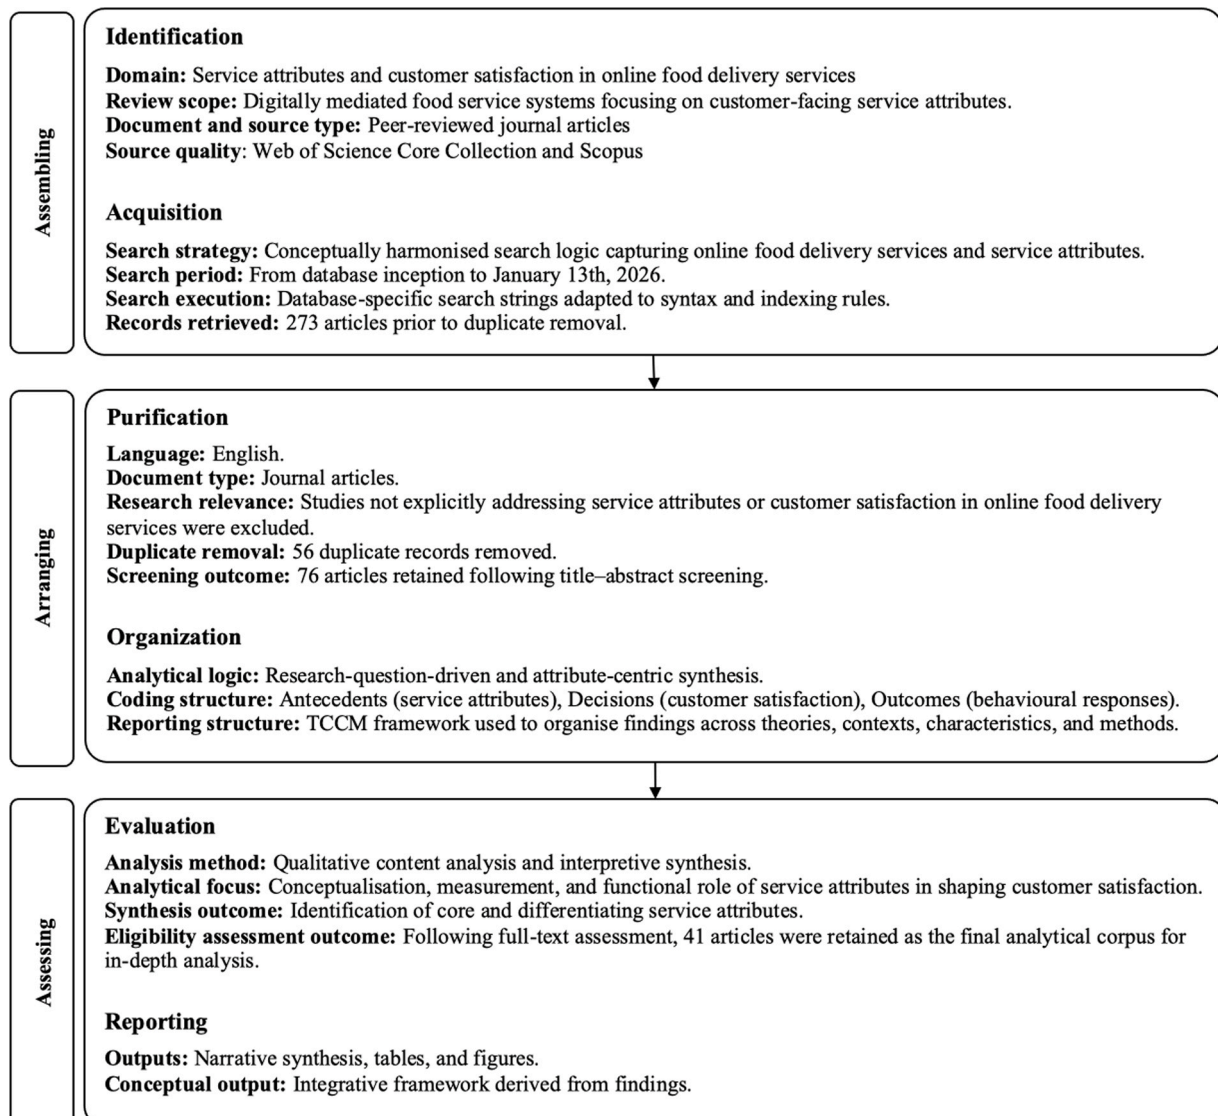 Assembling
Identification
Domain: Service attributes and customer satisfaction in online food delivery services
Review scope: Digitally mediated food service systems focusing on customer-facing service attributes.
Document and source type: Peer-reviewed journal articles
Source quality: Web of Science Core Collection and Scopus
Acquisition
Search strategy: Conceptually harmonised search logic capturing online food delivery services and service attributes.
Search period: From database inception to January 13th, 2026.
Search execution: Database-specific search strings adapted to syntax and indexing rules.
Records retrieved: 273 articles prior to duplicate removal.
Arranging
Purification
Language: English.
Document type: Journal articles.
Research relevance: Studies not explicitly addressing service attributes or customer satisfaction in online food delivery
services were excluded.
Duplicate removal: 56 duplicate records removed.
Screening outcome: 76 articles retained following title–abstract screening.
Organization
Analytical logic: Research-question-driven and attribute-centric synthesis.
Coding structure: Antecedents (service attributes), Decisions (customer satisfaction), Outcomes (behavioural responses).
Reporting structure: TCCM framework used to organise findings across theories, contexts, characteristics, and methods.
Assessing
Evaluation
Analysis method: Qualitative content analysis and interpretive synthesis.
Analytical focus: Conceptualisation, measurement, and functional role of service attributes in shaping customer satisfaction.
Synthesis outcome: Identification of core and differentiating service attributes.
Eligibility assessment outcome: Following full-text assessment, 41 articles were retained as the final analytical corpus for
in-depth analysis.
Reporting
Outputs: Narrative synthesis, tables, and figures.
Conceptual output: Integrative framework derived from findings.